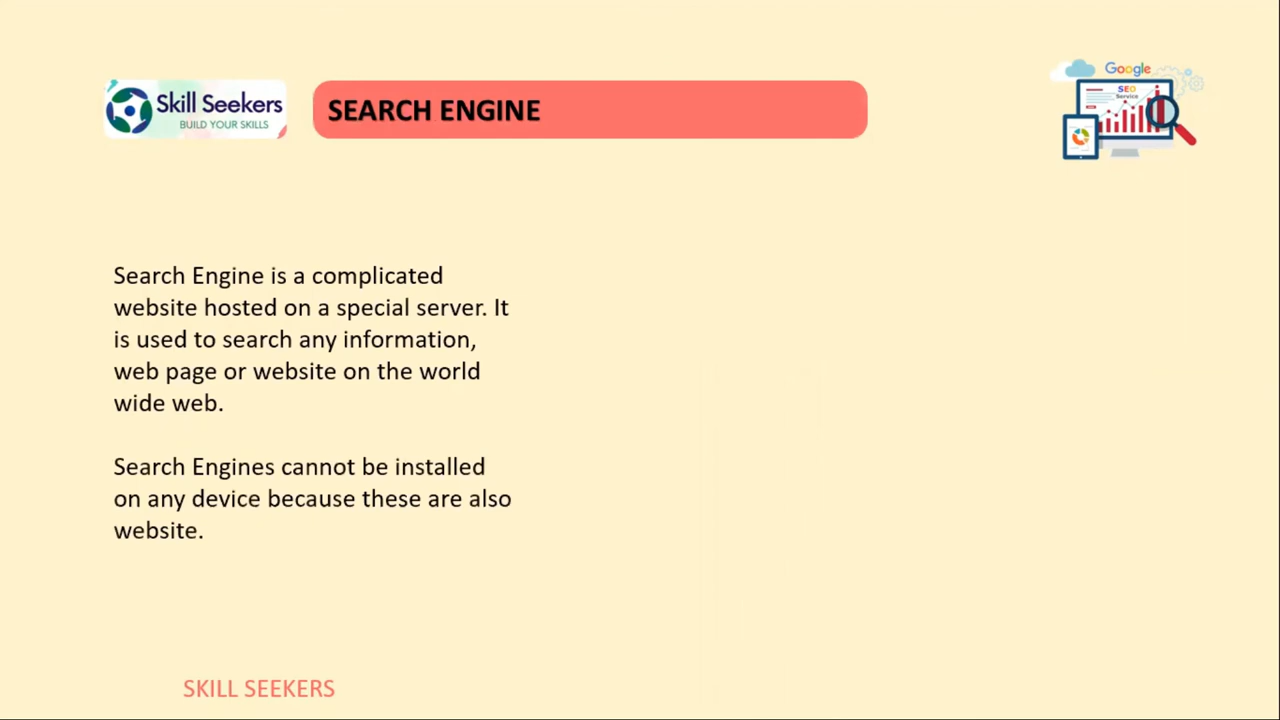 Skill Seekers
BUILD YOUR SKILLS
SEARCH ENGINE
Google
SEO
Service
Search Engine is a complicated
website hosted on a special server. It
is used to search any information,
web page or website on the world
wide web.
Search Engines cannot be installed
on any device because these are also
website.
SKILL SEEKERS